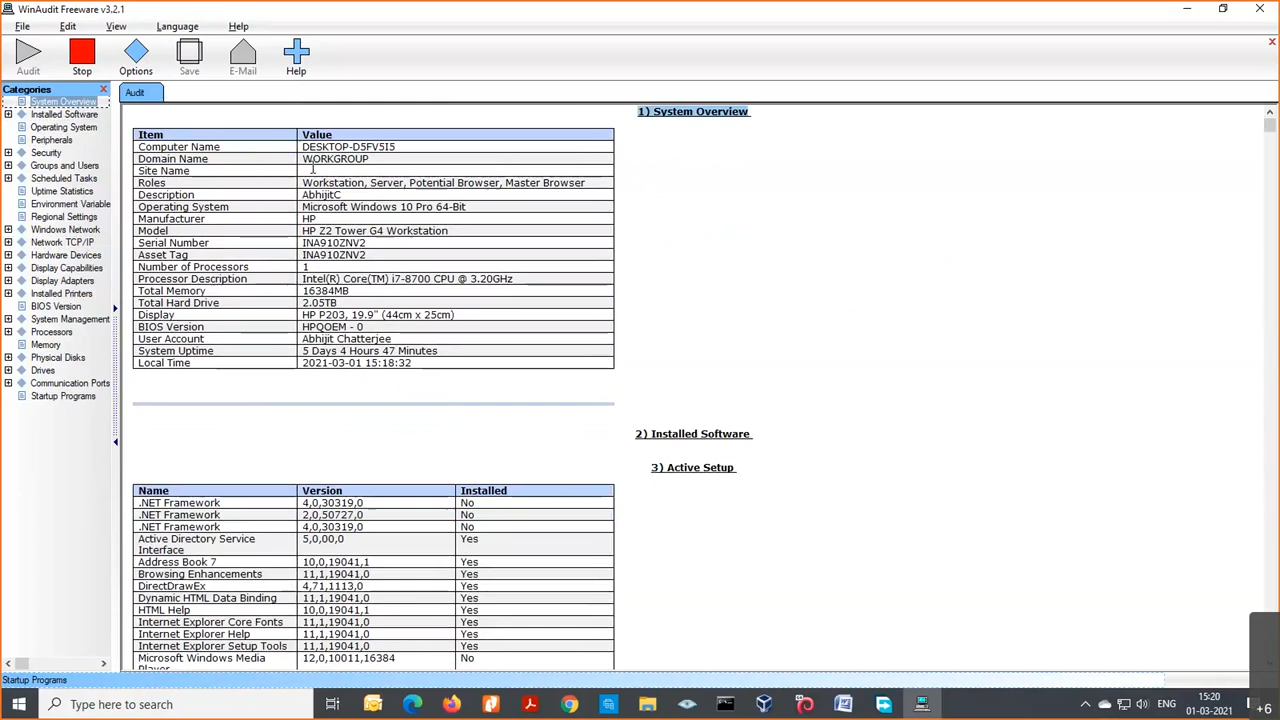 WinAudit Freeware v3.2.1
File Edit View Language Help
Audit Stop Options Save E-Mail Help
Categories
System Overview
Installed Software
Operating System
Peripherals
Security
Groups and Users
Scheduled Tasks
Uptime Statistics
Environment Variable
Regional Settings
Windows Network
Network TCP/IP
Hardware Devices
Display Capabilities
Display Adapters
Installed Printers
BIOS Version
System Management
Processors
Memory
Physical Disks
Drives
Communication Ports
Startup Programs
Audit
1) System Overview
Item Value
Computer Name DESKTOP-D5FV5I5
Domain Name WORKGROUP
Site Name
Roles Workstation, Server, Potential Browser, Master Browser
Description AbhijitC
Operating System Microsoft Windows 10 Pro 64-Bit
Manufacturer HP
Model HP Z2 Tower G4 Workstation
Serial Number INA910ZNV2
Asset Tag INA910ZNV2
Number of Processors 1
Processor Description Intel(R) Core(TM) i7-8700 CPU @ 3.20GHz
Total Memory 16384MB
Total Hard Drive 2.05TB
Display HP P203, 19.9" (44cm x 25cm)
BIOS Version HPQOEM - 0
User Account Abhijit Chatterjee
System Uptime 5 Days 4 Hours 47 Minutes
Local Time 2021-03-01 15:18:32
2) Installed Software
3) Active Setup
Name Version Installed
.NET Framework 4,0,30319,0 No
.NET Framework 2,0,50727,0 No
.NET Framework 4,0,30319,0 No
Active Directory Service Interface 5,0,00,0 Yes
Address Book 7 10,0,19041,1 Yes
Browsing Enhancements 11,1,19041,0 Yes
DirectDrawEx 4,71,1113,0 Yes
Dynamic HTML Data Binding 11,1,19041,0 Yes
HTML Help 10,0,19041,1 Yes
Internet Explorer Core Fonts 11,1,19041,0 Yes
Internet Explorer Help 11,1,19041,0 Yes
Internet Explorer Setup Tools 11,1,19041,0 Yes
Microsoft Windows Media Player 12,0,10011,16384 No
Startup Programs
Type here to search
ENG
15:20
01-03-2021
+6